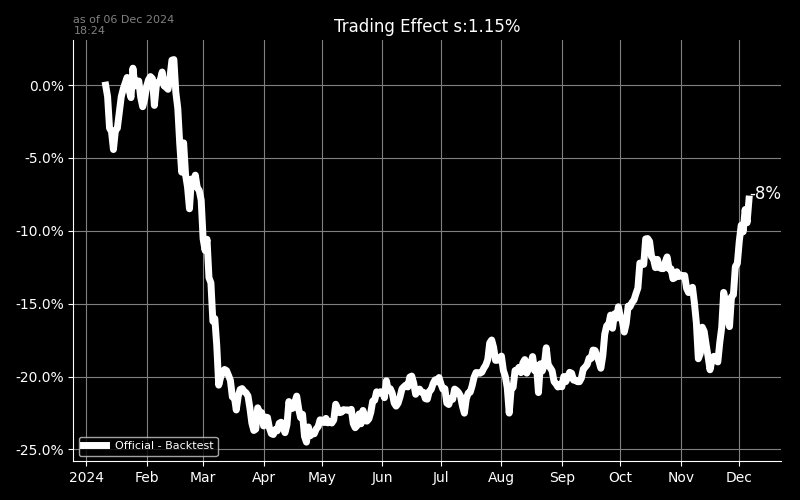 as of 06 Dec 2024
18:24
Trading Effect s:1.15%
0.0%
-5.0%
-8%
-10.0%
-15.0%
-20.0%
-25.0%
Official - Backtest
2024 Feb Mar Apr May Jun Jul Aug Sep Oct Nov Dec